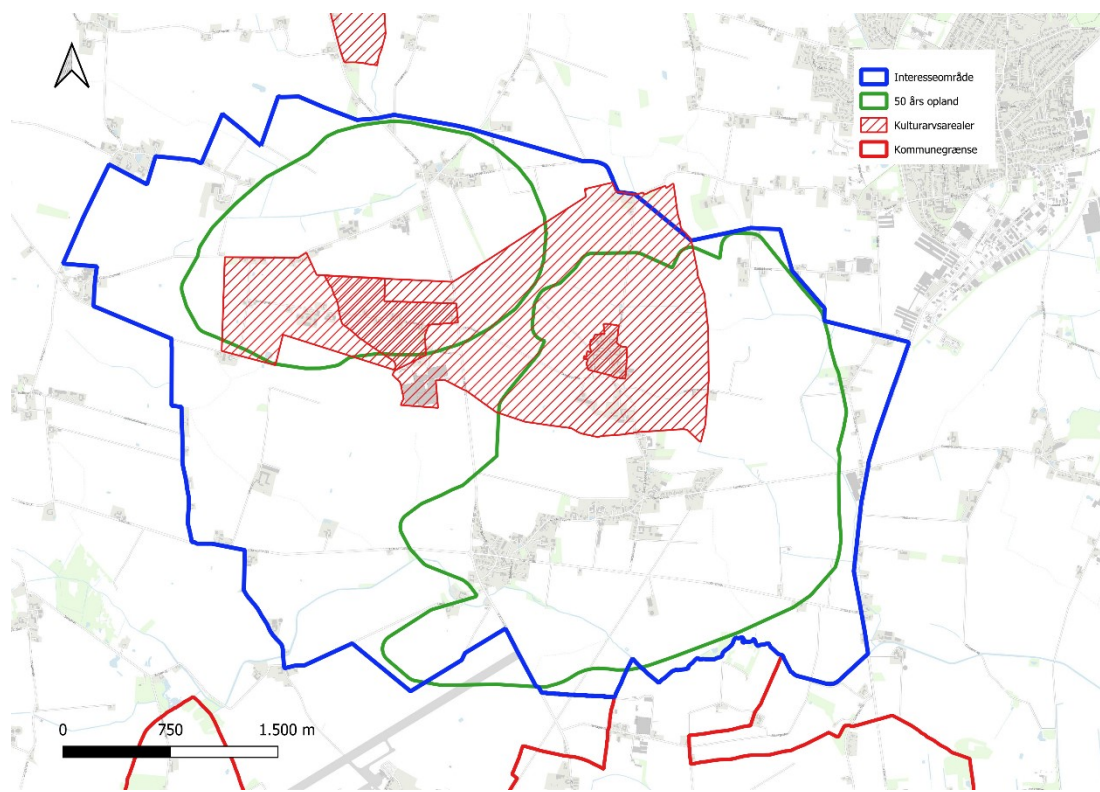 Interesseområde
50 års opland
Kulturarvsarealer
Kommunegrænse
0 750 1.500 m